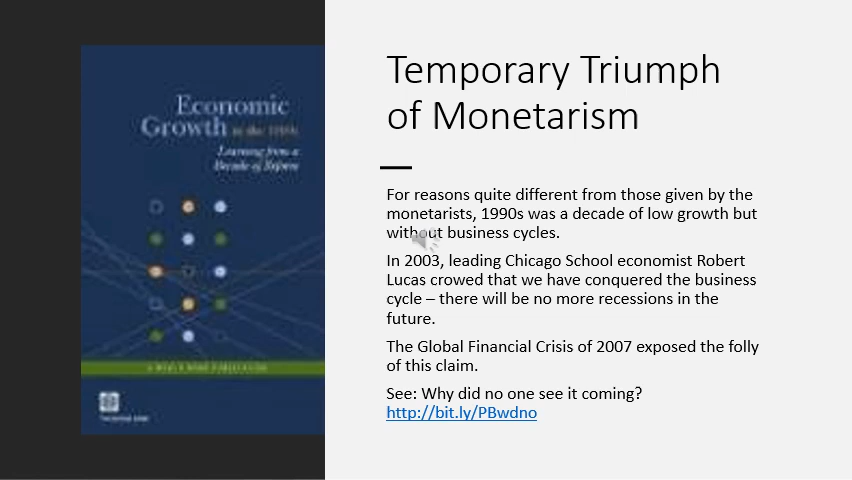 Economic
Growth in the 1990s
Learning from a
Decade of Reform
Temporary Triumph
of Monetarism
For reasons quite different from those given by the
monetarists, 1990s was a decade of low growth but
without business cycles.
In 2003, leading Chicago School economist Robert
Lucas crowed that we have conquered the business
cycle – there will be no more recessions in the
future.
The Global Financial Crisis of 2007 exposed the folly
of this claim.
See: Why did no one see it coming?
http://bit.ly/PBwdno